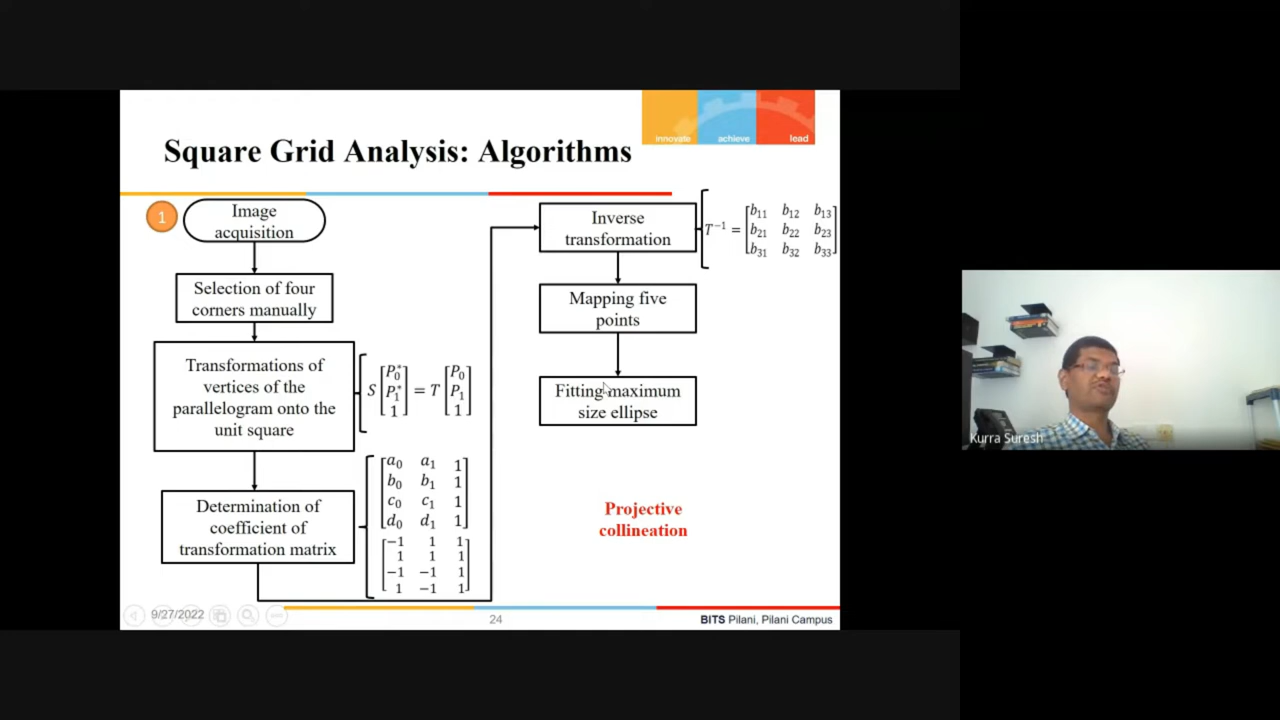 innovate achieve lead
Square Grid Analysis: Algorithms
1
Image
acquisition
Selection of four
corners manually
Transformations of
vertices of the
parallelogram onto the
unit square
S [P₀* P₁* 1] = T [P₀ P₁ 1]
Determination of
coefficient of
transformation matrix
a₀ a₁ 1
b₀ b₁ 1
c₀ c₁ 1
d₀ d₁ 1
−1 1 1
1 1 1
−1 −1 1
1 −1 1
Inverse
transformation
T⁻¹ =
b₁₁ b₁₂ b₁₃
b₂₁ b₂₂ b₂₃
b₃₁ b₃₂ b₃₃
Mapping five
points
Fitting maximum
size ellipse
Projective
collineation
9/27/2022
24
BITS Pilani, Pilani Campus
Kurra Suresh